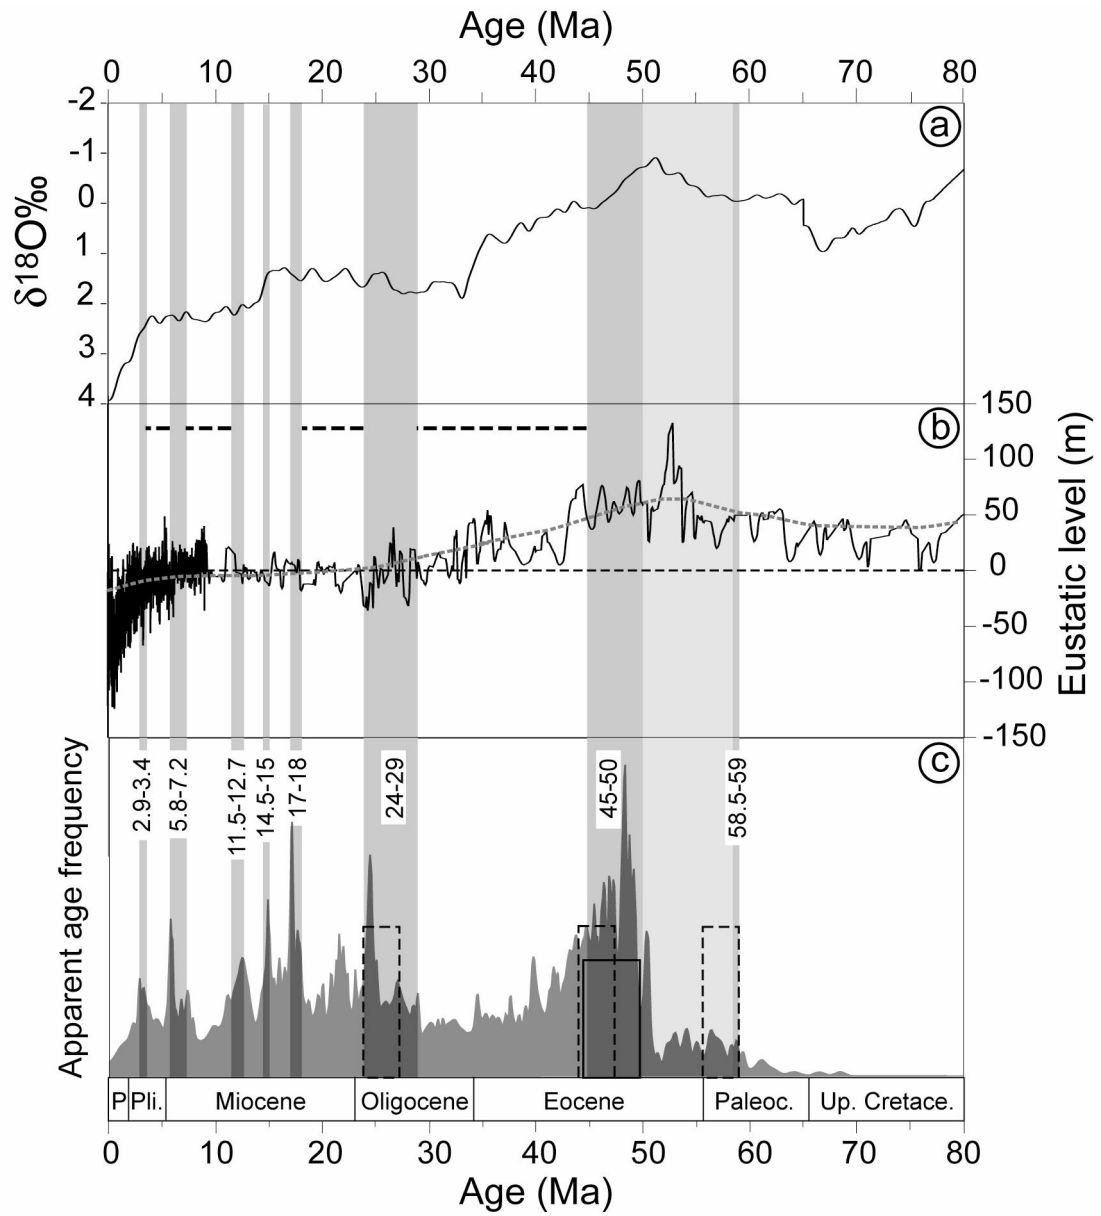 Age (Ma)
0 10 20 30 40 50 60 70 80
a
-2
-1
0
1
2
3
4
δ18O‰
b
150
100
50
0
-50
-100
-150
Eustatic level (m)
c
Apparent age frequency
2.9-3.4
5.8-7.2
11.5-12.7
14.5-15
17-18
24-29
45-50
58.5-59
P Pli. Miocene Oligocene Eocene Paleoc. Up. Cretace.
0 10 20 30 40 50 60 70 80
Age (Ma)